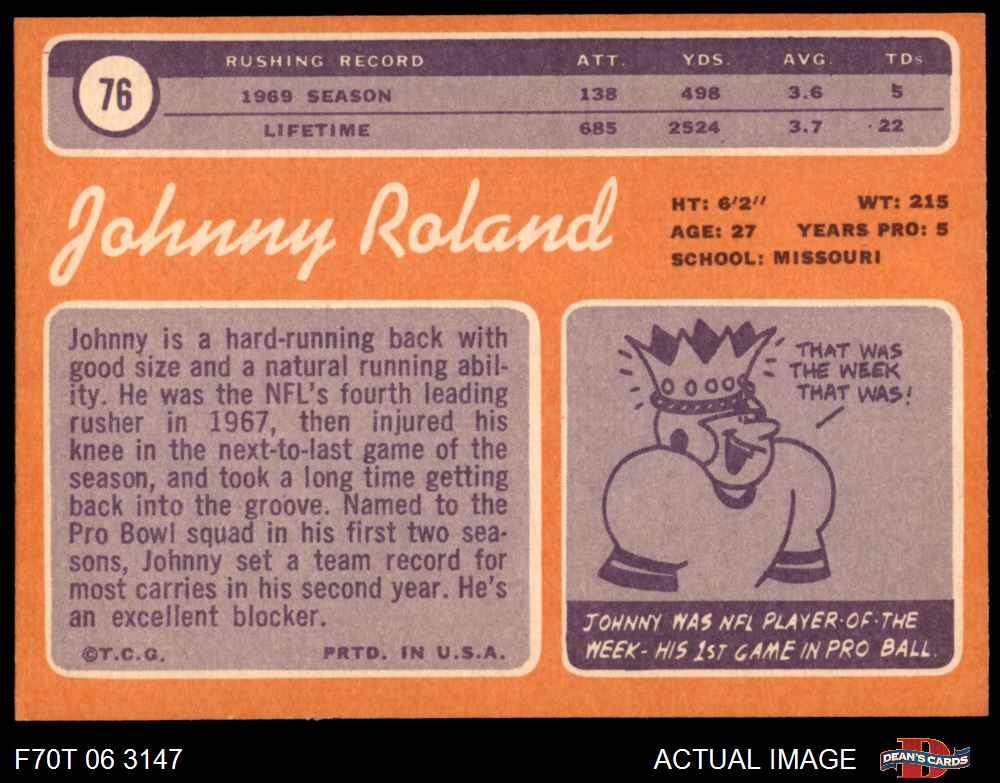 76
RUSHING RECORD ATT. YDS. AVG. TDs
1969 SEASON 138 498 3.6 5
LIFETIME 685 2524 3.7 22
Johnny Roland
HT: 6'2'' WT: 215
AGE: 27 YEARS PRO: 5
SCHOOL: MISSOURI
Johnny is a hard-running back with
good size and a natural running abil-
ity. He was the NFL's fourth leading
rusher in 1967, then injured his
knee in the next-to-last game of the
season, and took a long time getting
back into the groove. Named to the
Pro Bowl squad in his first two sea-
sons, Johnny set a team record for
most carries in his second year. He's
an excellent blocker.
©T.C.G. PRTD. IN U.S.A.
THAT WAS
THE WEEK
THAT WAS!
JOHNNY WAS NFL PLAYER-OF-THE
WEEK- HIS 1ST GAME IN PRO BALL.
F70T 06 3147
ACTUAL IMAGE
D
DEAN'S CARDS